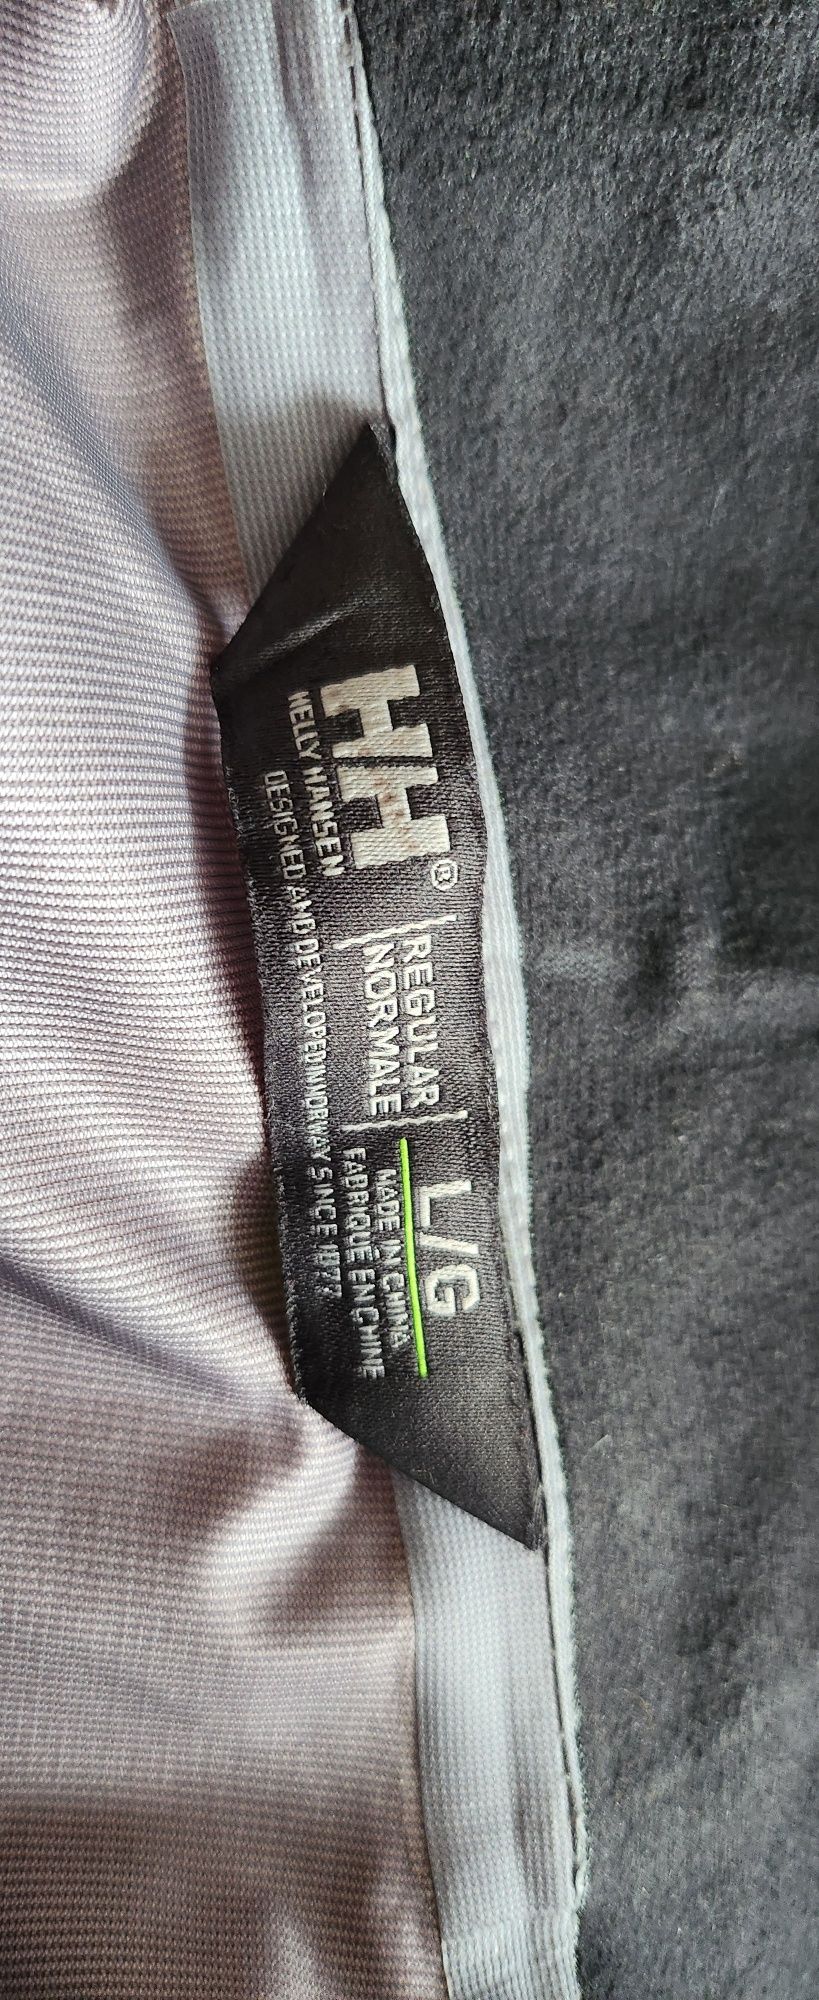 HH®
HELLY HANSEN
REGULAR
NORMALE
L/G
MADE IN CHINA
FABRIQUÉ EN CHINE
DESIGNED AND DEVELOPED IN NORWAY SINCE 1877